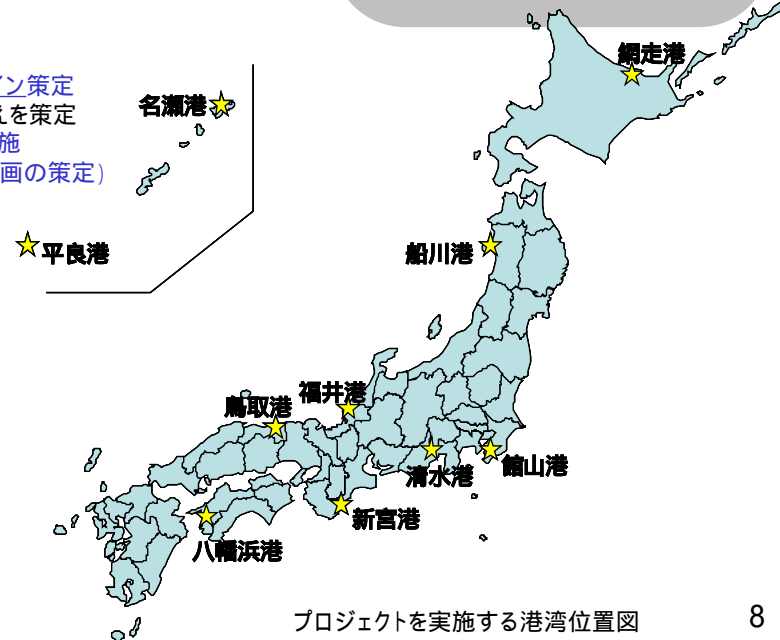 イン策定
えを策定
施
画の策定)
網走港
名瀬港
平良港
船川港
福井港
鳥取港
清水港
館山港
新宮港
八幡浜港
プロジェクトを実施する港湾位置図
8